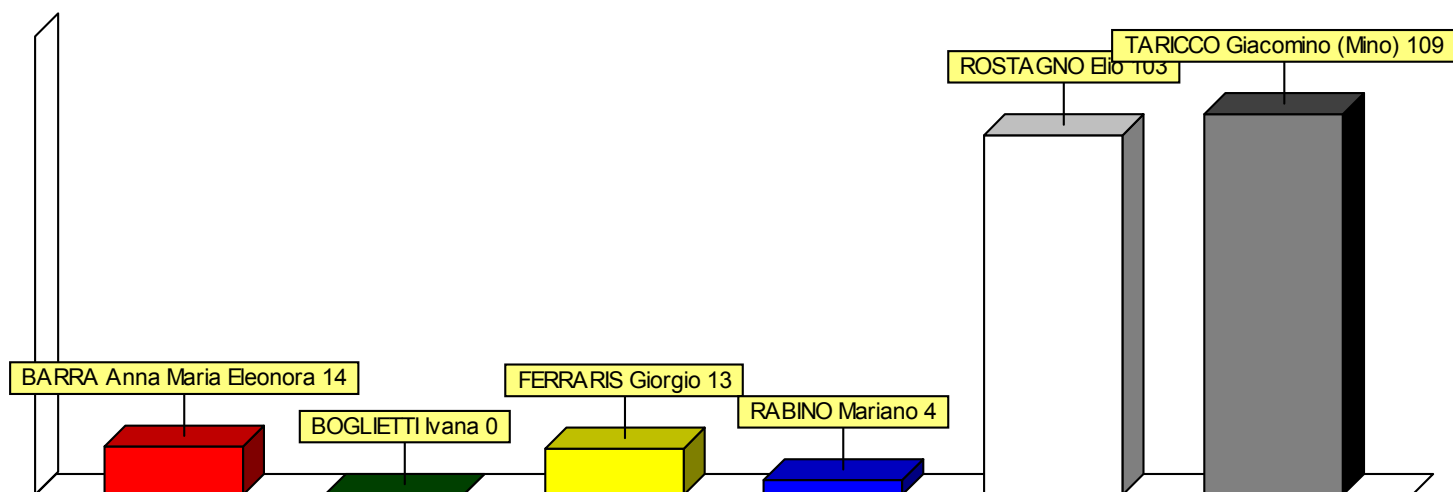 BARRA Anna Maria Eleonora 14
BOGLIETTI Ivana 0
FERRARIS Giorgio 13
RABINO Mariano 4
ROSTAGNO Elio 103
TARICCO Giacomino (Mino) 109